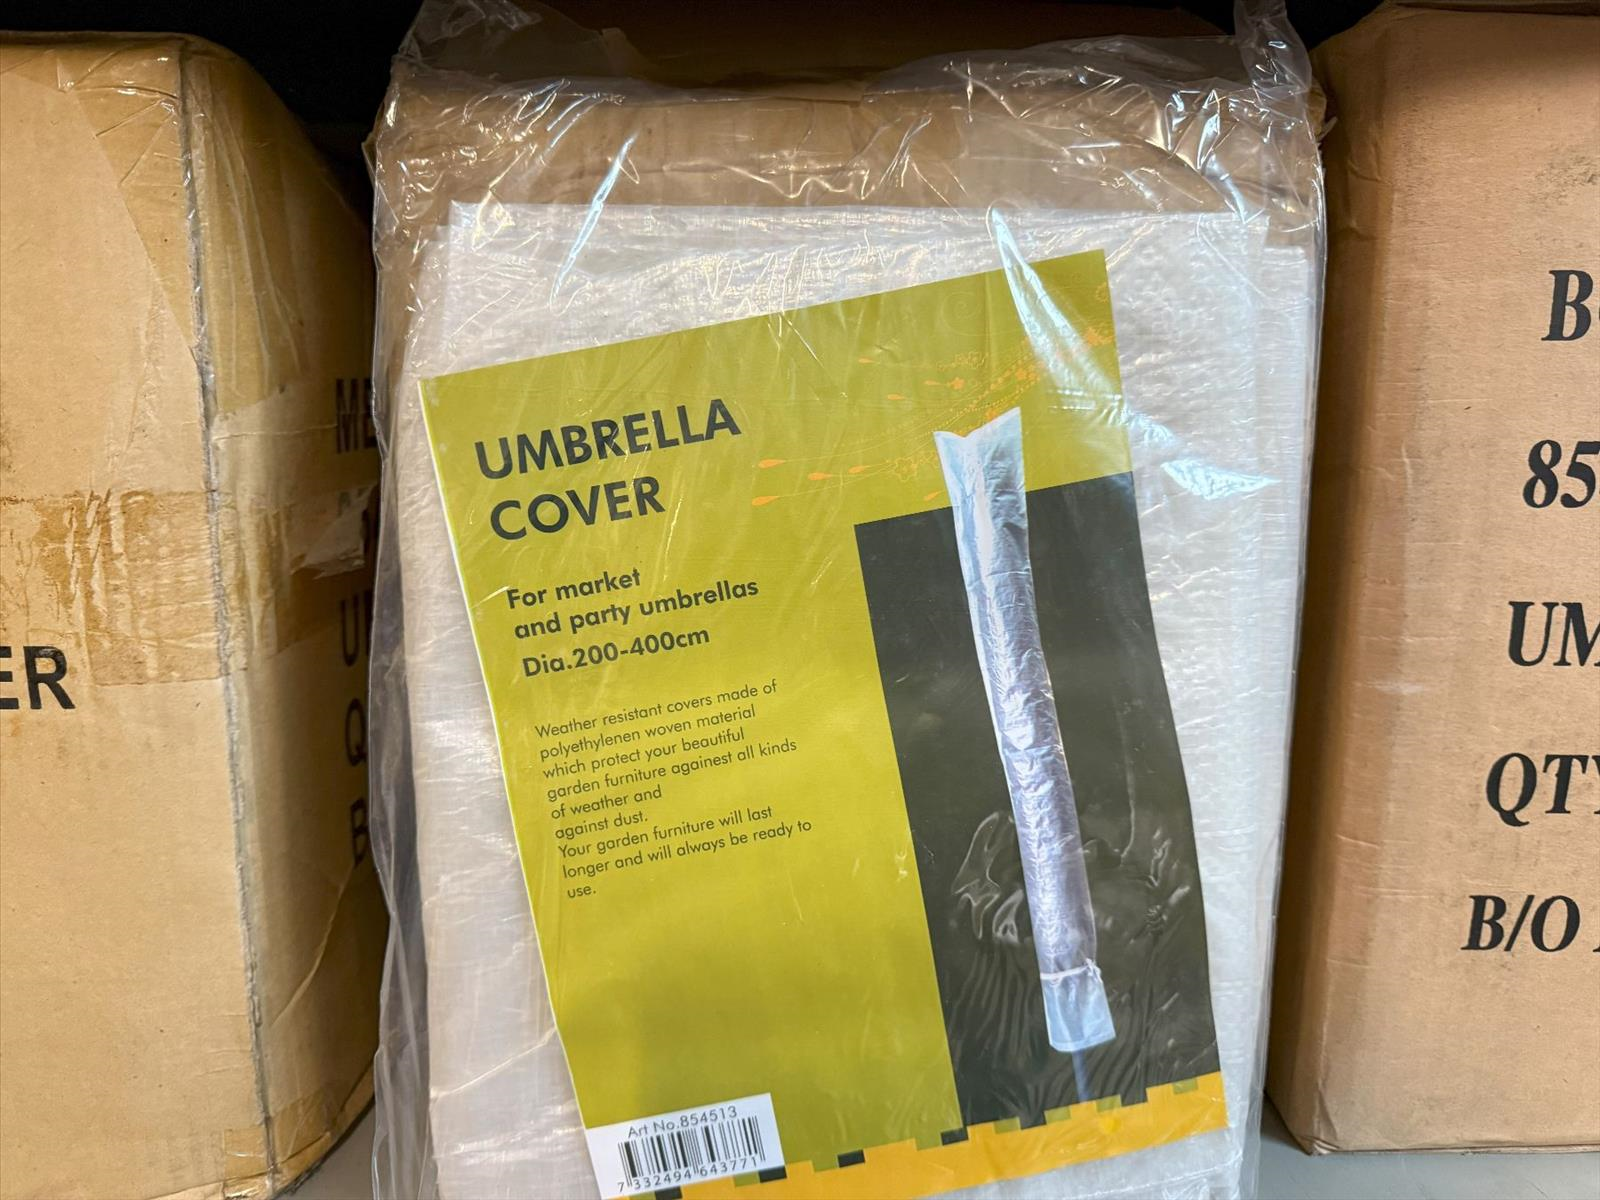 UMBRELLA
COVER
For market
and party umbrellas
Dia.200-400cm
Weather resistant covers made of
polyethylenen woven material
which protect your beautiful
garden furniture against all kinds
of weather and
against dust.
Your garden furniture will last
longer and will always be ready to
use.
Art No.854513
7 332494 643771
ER
85
UM
QTY
B/O